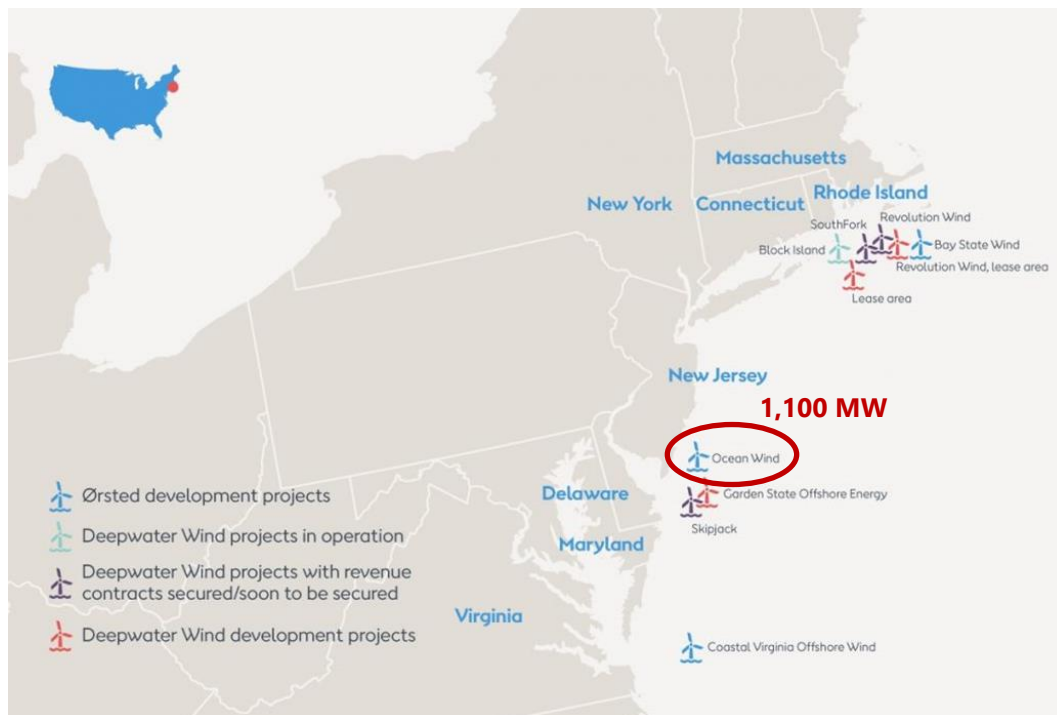 Massachusetts
New York
Connecticut
Rhode Island
SouthFork
Revolution Wind
Block Island
Bay State Wind
Revolution Wind, lease area
Lease area
New Jersey
1,100 MW
Ocean Wind
Delaware
Garden State Offshore Energy
Skipjack
Maryland
Virginia
Coastal Virginia Offshore Wind
Ørsted development projects
Deepwater Wind projects in operation
Deepwater Wind projects with revenue
contracts secured/soon to be secured
Deepwater Wind development projects